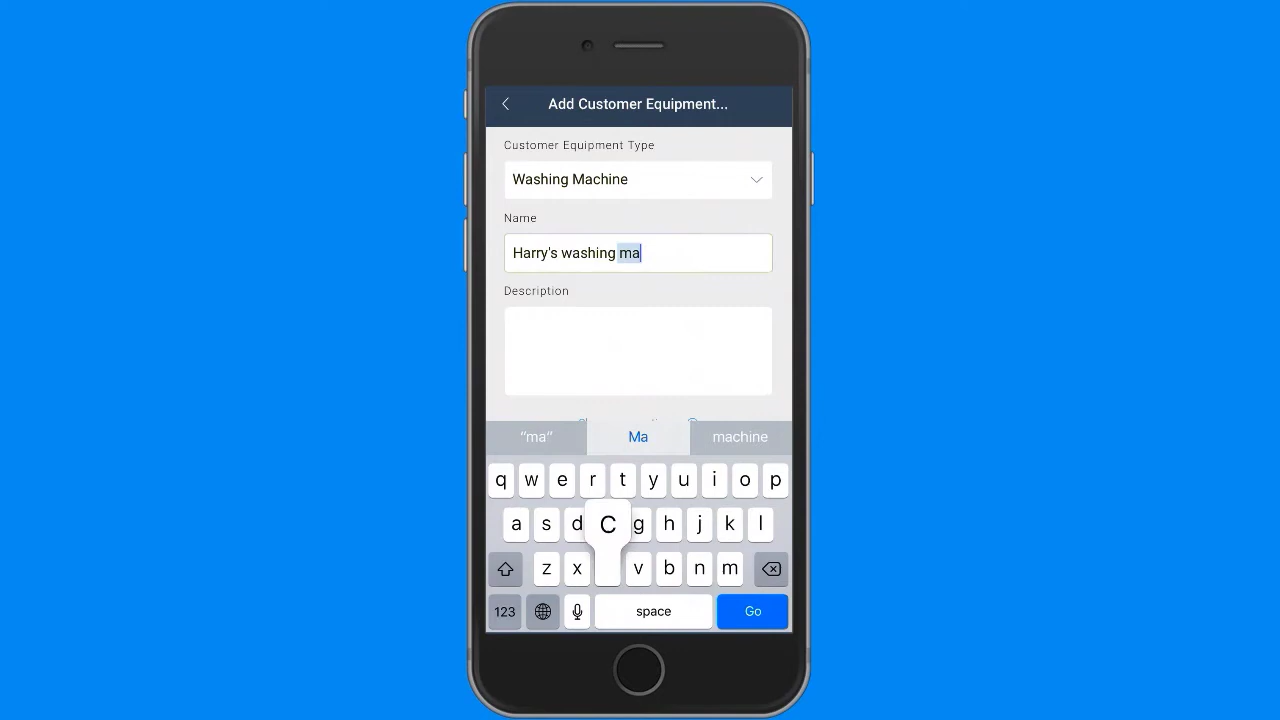 Add Customer Equipment...
Customer Equipment Type
Washing Machine
Name
Harry's washing ma
Description
“ma” Ma machine
q w e r t y u i o p
a s d C g h j k l
z x v b n m
123 space Go